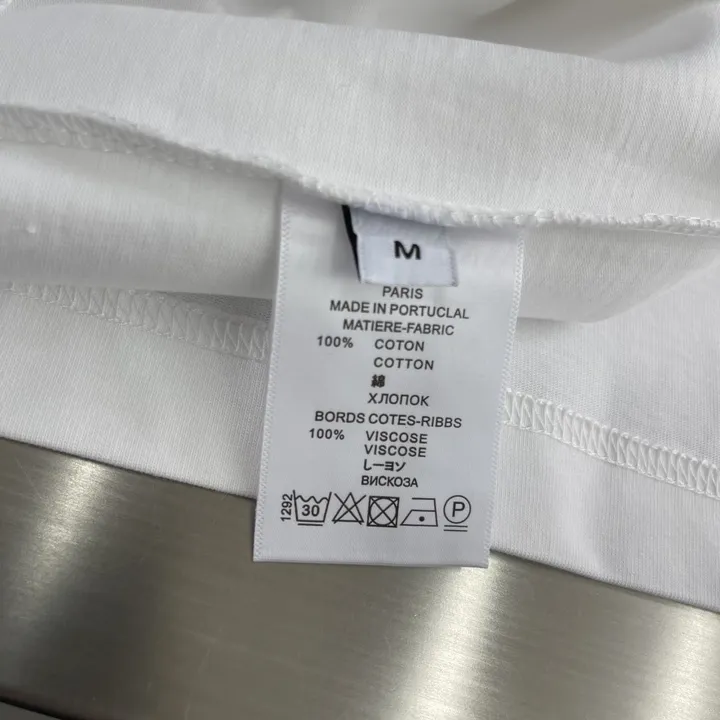 M
PARIS
MADE IN PORTUCLAL
MATIERE-FABRIC
100% COTON
COTTON
綿
ХЛОПОК
BORDS COTES-RIBBS
100% VISCOSE
VISCOSE
レーヨン
ВИСКОЗА
1292 30 P